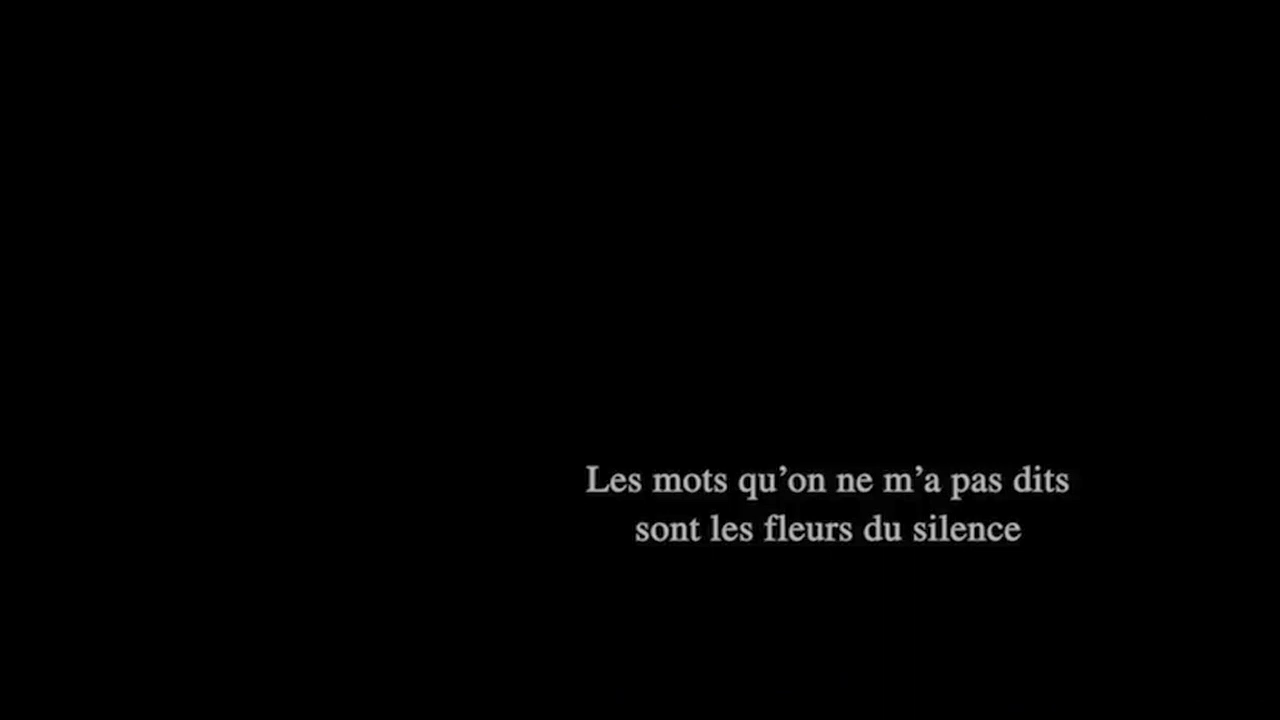 Les mots qu’on ne m’a pas dits
sont les fleurs du silence